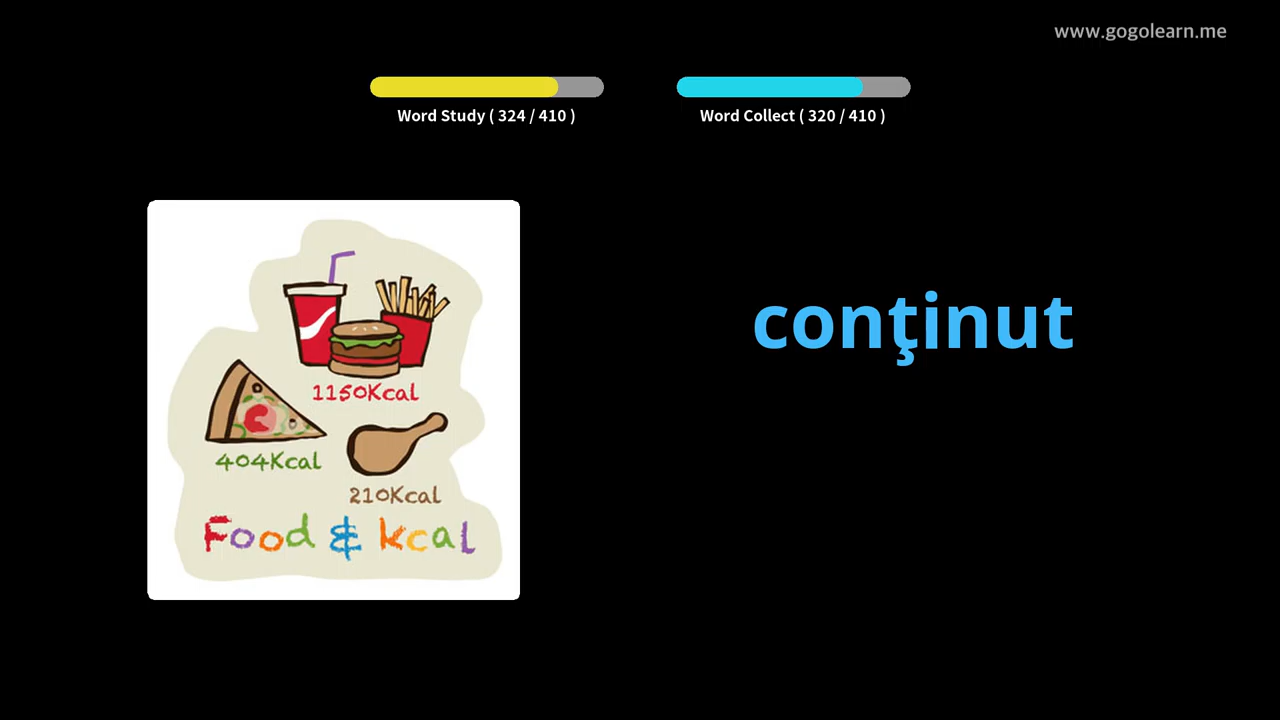 www.gogolearn.me
Word Study ( 324 / 410 )
Word Collect ( 320 / 410 )
conţinut
1150Kcal
404Kcal
210Kcal
Food & kcal